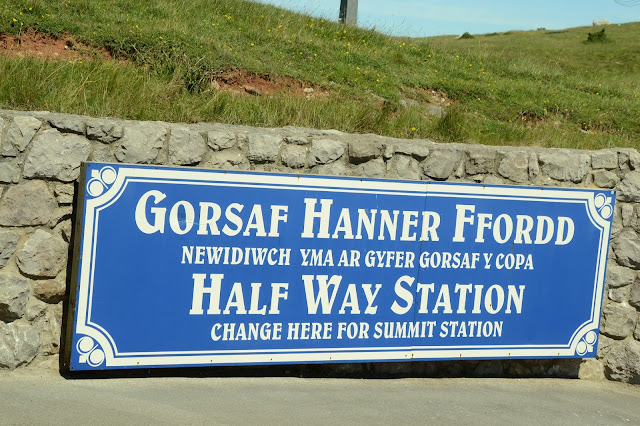 GORSAF HANNER FFORDD
NEWIDIWCH YMA AR GYFER GORSAF Y COPA
HALF WAY STATION
CHANGE HERE FOR SUMMIT STATION